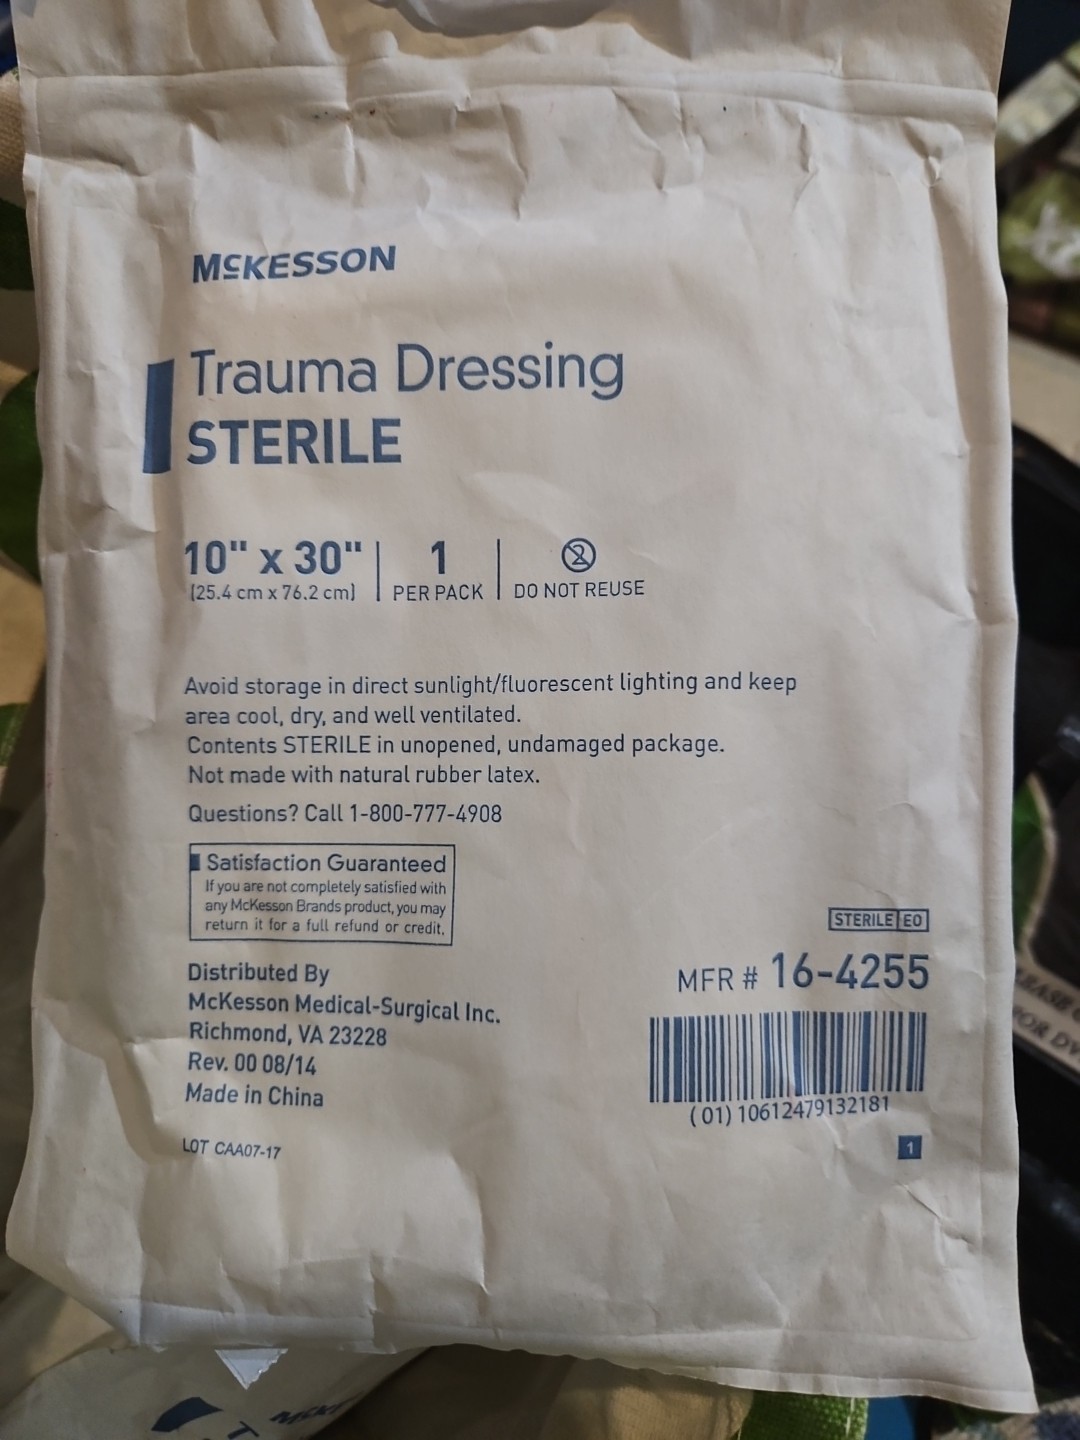 McKESSON
Trauma Dressing
STERILE
10" x 30"
(25.4 cm x 76.2 cm)
1
PER PACK
2
DO NOT REUSE
Avoid storage in direct sunlight/fluorescent lighting and keep
area cool, dry, and well ventilated.
Contents STERILE in unopened, undamaged package.
Not made with natural rubber latex.
Questions? Call 1-800-777-4908
Satisfaction Guaranteed
If you are not completely satisfied with
any McKesson Brands product, you may
return it for a full refund or credit.
Distributed By
McKesson Medical-Surgical Inc.
Richmond, VA 23228
Rev. 00 08/14
Made in China
LOT CAA07-17
STERILE EO
MFR # 16-4255
(01) 10612479132181
1